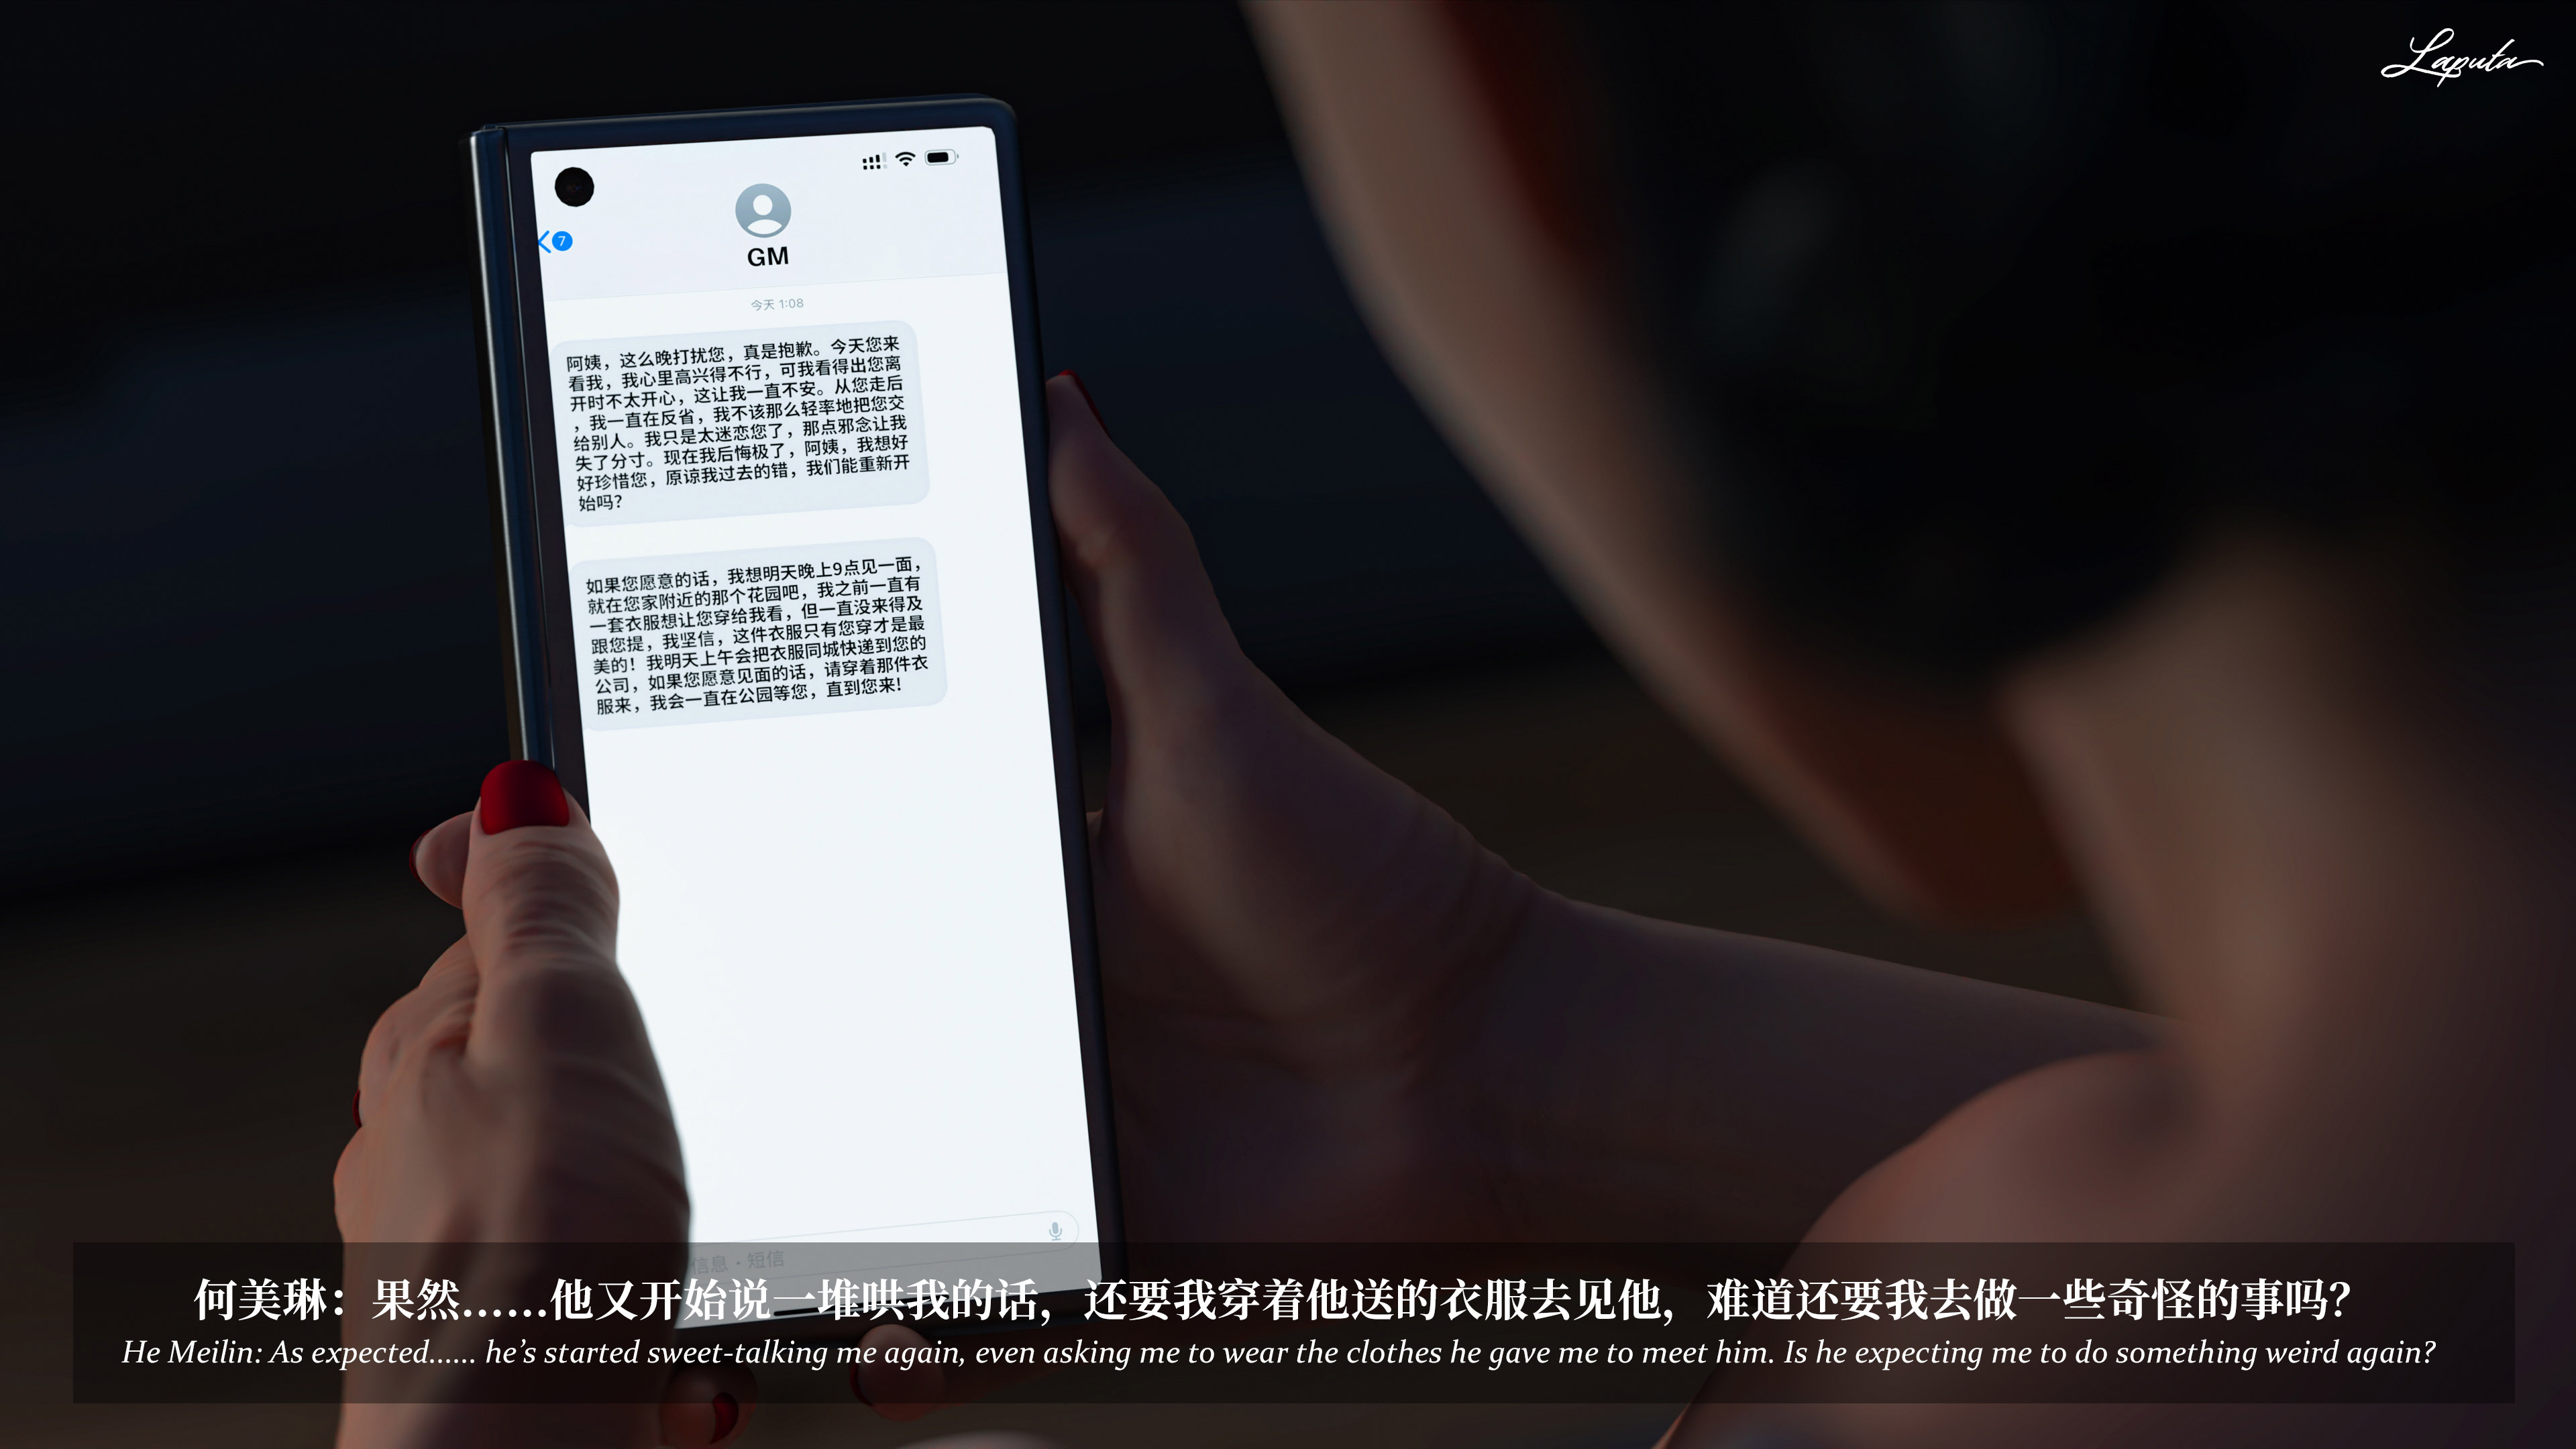 Laputa
7
GM
今天 1:08
阿姨，这么晚打扰您，真是抱歉。今天您来
看我，我心里高兴得不行，可我看得出您离
开时不太开心，这让我一直不安。从您走后
，我一直在反省，我不该那么轻率地把您交
给别人。我只是太迷恋您了，那点邪念让我
失了分寸。现在我后悔极了，阿姨，我想好
好珍惜您，原谅我过去的错，我们能重新开
始吗？
如果您愿意的话，我想明天晚上9点见一面，
就在您家附近的那个花园吧，我之前一直有
一套衣服想让您穿给我看，但一直没来得及
跟您提，我坚信，这件衣服只有您穿才是最
美的！我明天上午会把衣服同城快递到您的
公司，如果您愿意见面的话，请穿着那件衣
服来，我会一直在公园等您，直到您来！
信息・短信
何美琳：果然……他又开始说一堆哄我的话，还要我穿着他送的衣服去见他，难道还要我去做一些奇怪的事吗？
He Meilin: As expected...... he’s started sweet-talking me again, even asking me to wear the clothes he gave me to meet him. Is he expecting me to do something weird again?